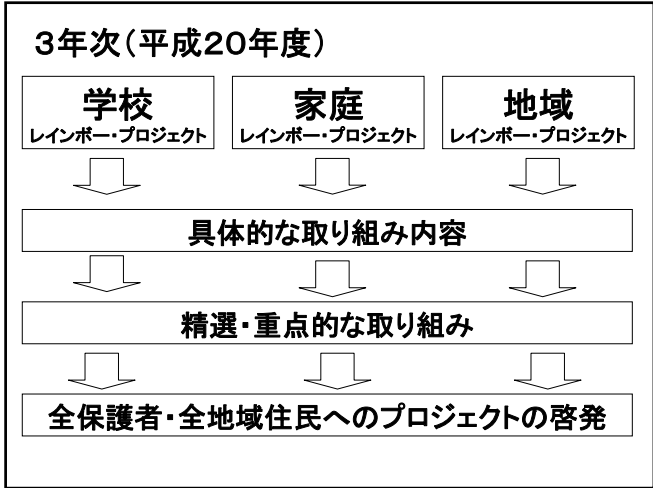 ３年次（平成２０年度）
学校
レインボー・プロジェクト
家庭
レインボー・プロジェクト
地域
レインボー・プロジェクト
具体的な取り組み内容
精選・重点的な取り組み
全保護者・全地域住民へのプロジェクトの啓発